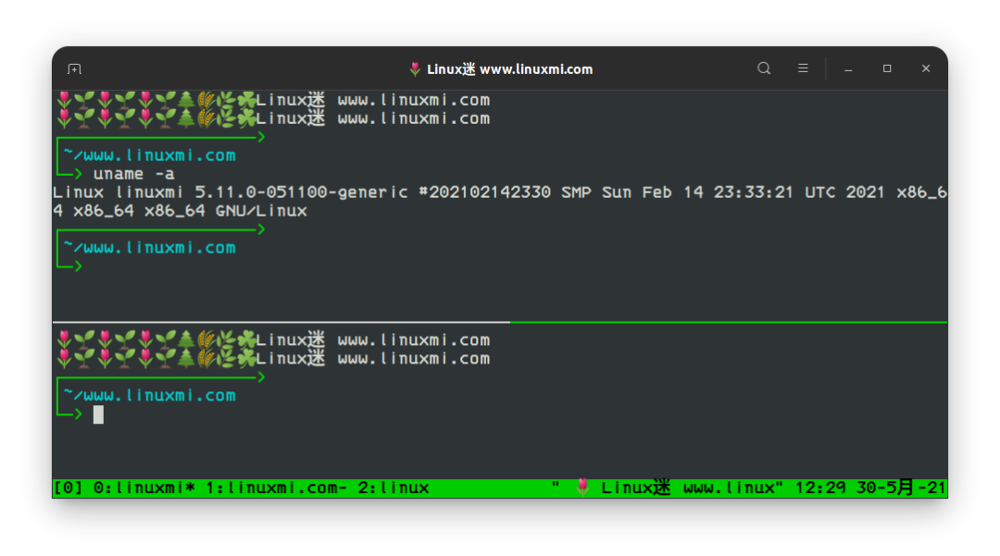 Linux迷 www.linuxmi.com
Linux迷 www.linuxmi.com
Linux迷 www.linuxmi.com
~/www.linuxmi.com
uname -a
Linux linuxmi 5.11.0-051100-generic #202102142330 SMP Sun Feb 14 23:33:21 UTC 2021 x86_6
4 x86_64 x86_64 GNU/Linux
~/www.linuxmi.com
Linux迷 www.linuxmi.com
Linux迷 www.linuxmi.com
~/www.linuxmi.com
[0] 0:linuxmi* 1:linuxmi.com- 2:linux " 🌷 Linux迷 www.linux" 12:29 30-5月-21